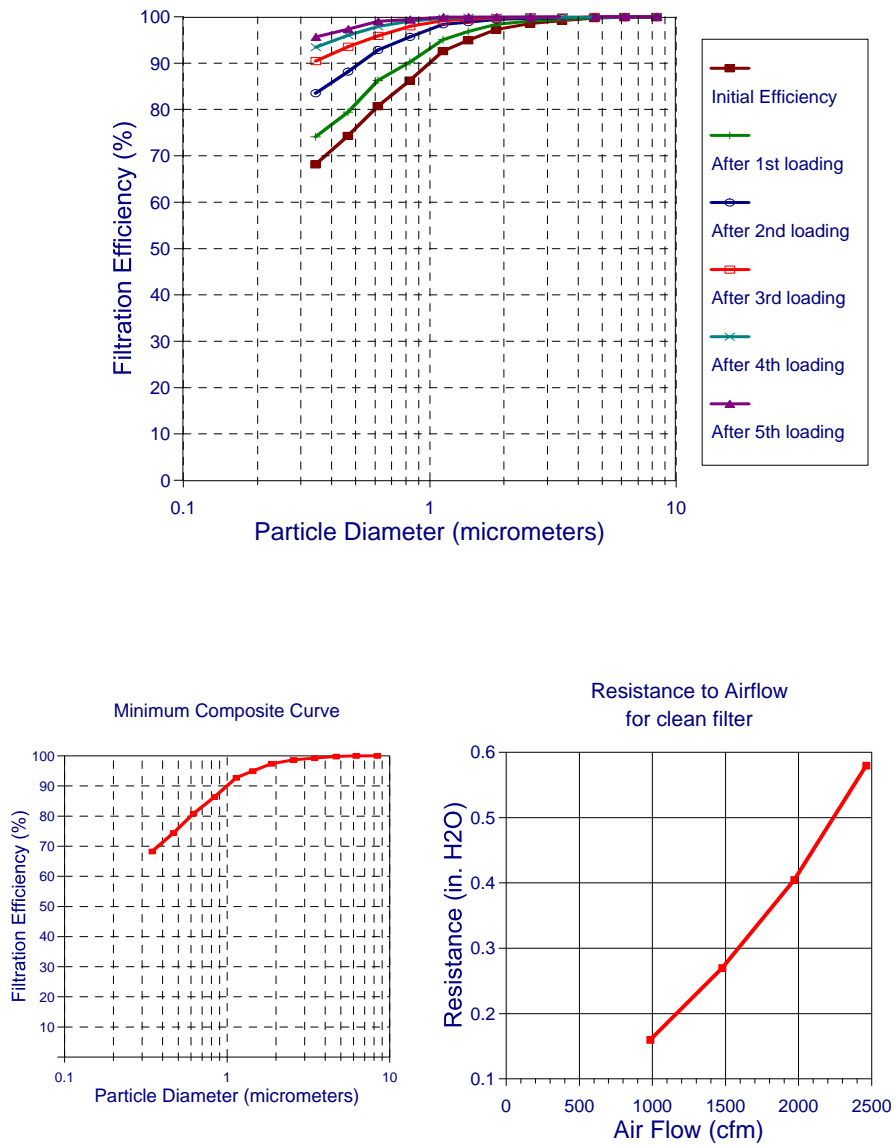 100
90
80
70
60
50
40
30
20
10
0
Filtration Efficiency (%)
0.1
1
10
Particle Diameter (micrometers)
Initial Efficiency
After 1st loading
After 2nd loading
After 3rd loading
After 4th loading
After 5th loading
Minimum Composite Curve
100
90
80
70
60
50
40
30
20
10
Filtration Efficiency (%)
0.1
1
10
Particle Diameter (micrometers)
Resistance to Airflow
for clean filter
0.6
0.5
0.4
0.3
0.2
0.1
Resistance (in. H2O)
0
500
1000
1500
2000
2500
Air Flow (cfm)